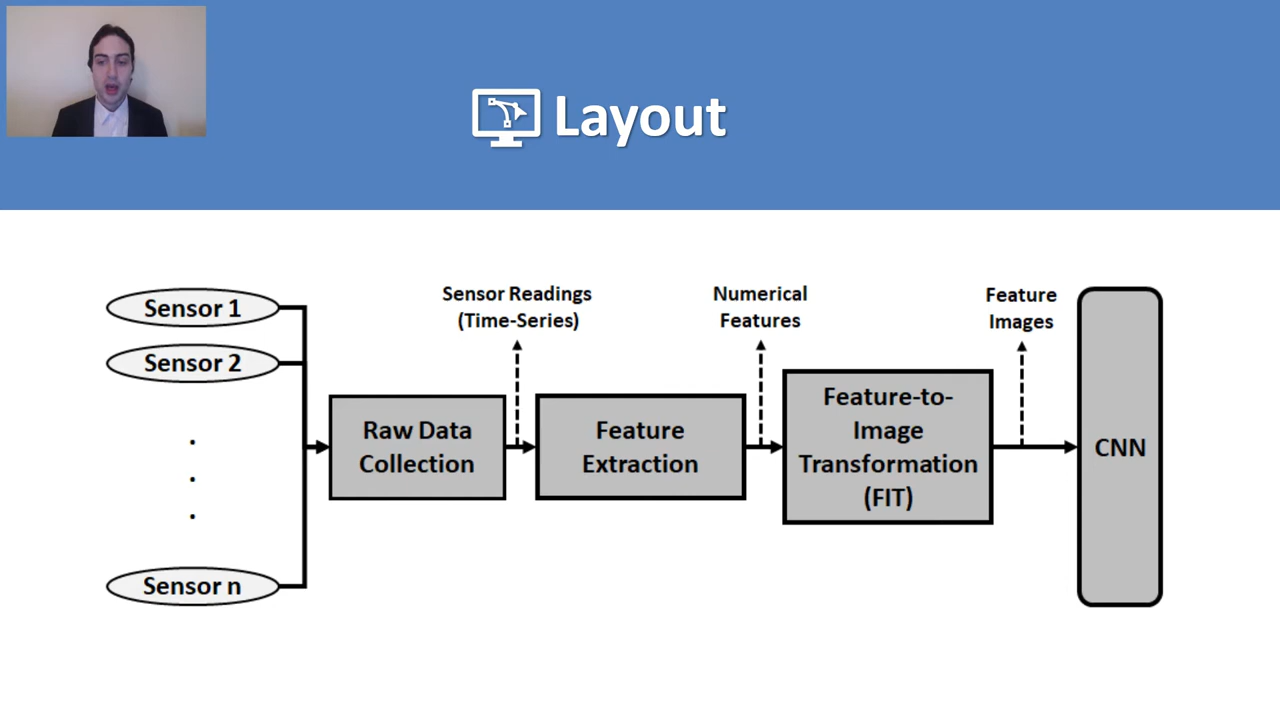 Layout
Sensor 1
Sensor 2
.
.
.
Sensor n
Raw Data
Collection
Sensor Readings
(Time-Series)
Feature
Extraction
Numerical
Features
Feature-to-
Image
Transformation
(FIT)
Feature
Images
CNN